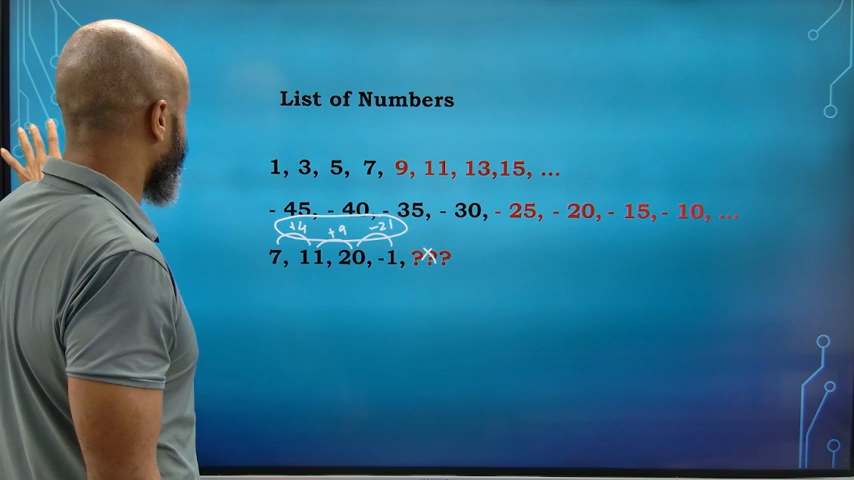 List of Numbers
1, 3, 5, 7, 9, 11, 13,15, ...
- 45, - 40, - 35, - 30, - 25, - 20, - 15, - 10, ...
+4 +9 -21
7, 11, 20, -1, ???
x